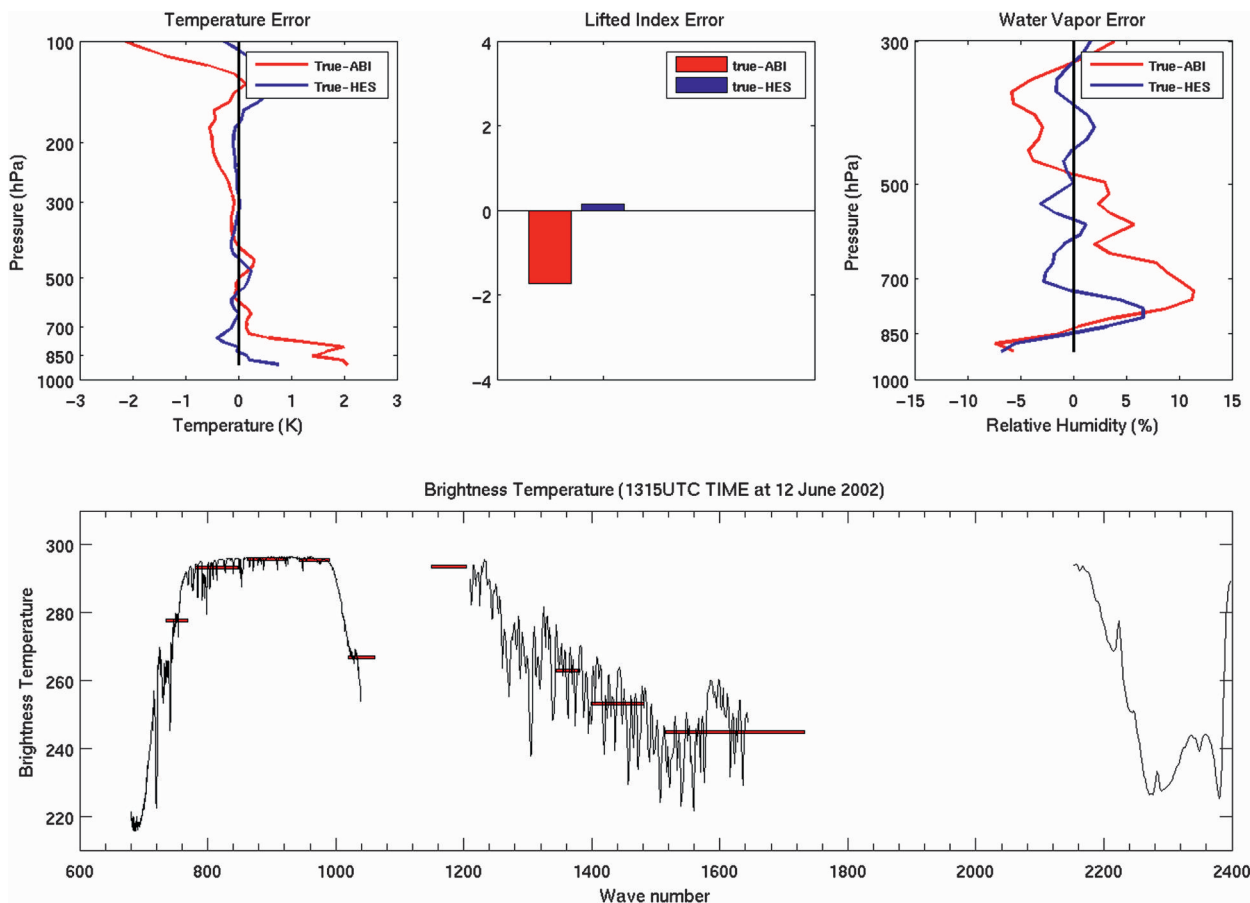 Temperature Error
Lifted Index Error
Water Vapor Error
100
200
300
500
700
850
1000
Pressure (hPa)
True-ABI
True-HES
−3
−2
−1
0
1
2
3
Temperature (K)
4
2
0
−2
−4
true-ABI
true-HES
300
500
700
850
1000
Pressure (hPa)
True-ABI
True-HES
−15
−10
−5
0
5
10
15
Relative Humidity (%)
Brightness Temperature (1315UTC TIME at 12 June 2002)
300
280
260
240
220
Brightness Temperature
600
800
1000
1200
1400
1600
1800
2000
2200
2400
Wave number